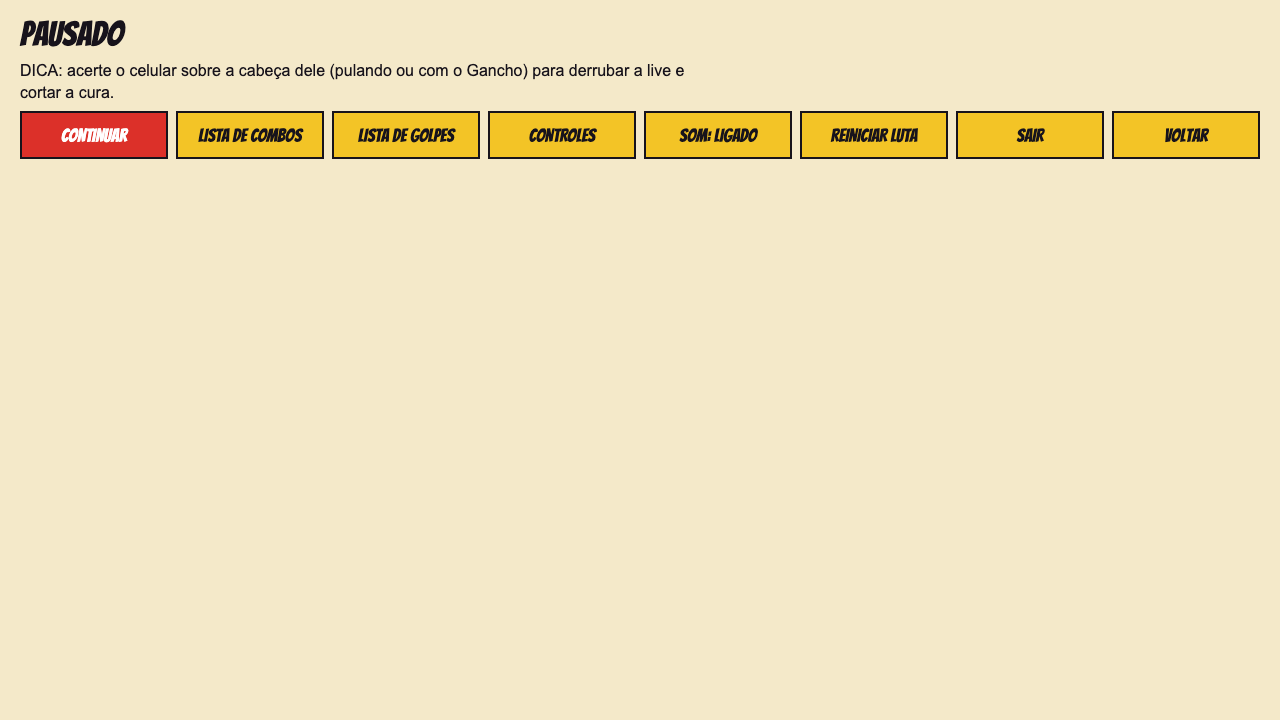 PAUSADO
DICA: acerte o celular sobre a cabeça dele (pulando ou com o Gancho) para derrubar a live e
cortar a cura.
CONTINUAR
LISTA DE COMBOS
LISTA DE GOLPES
CONTROLES
SOM: LIGADO
REINICIAR LUTA
SAIR
VOLTAR